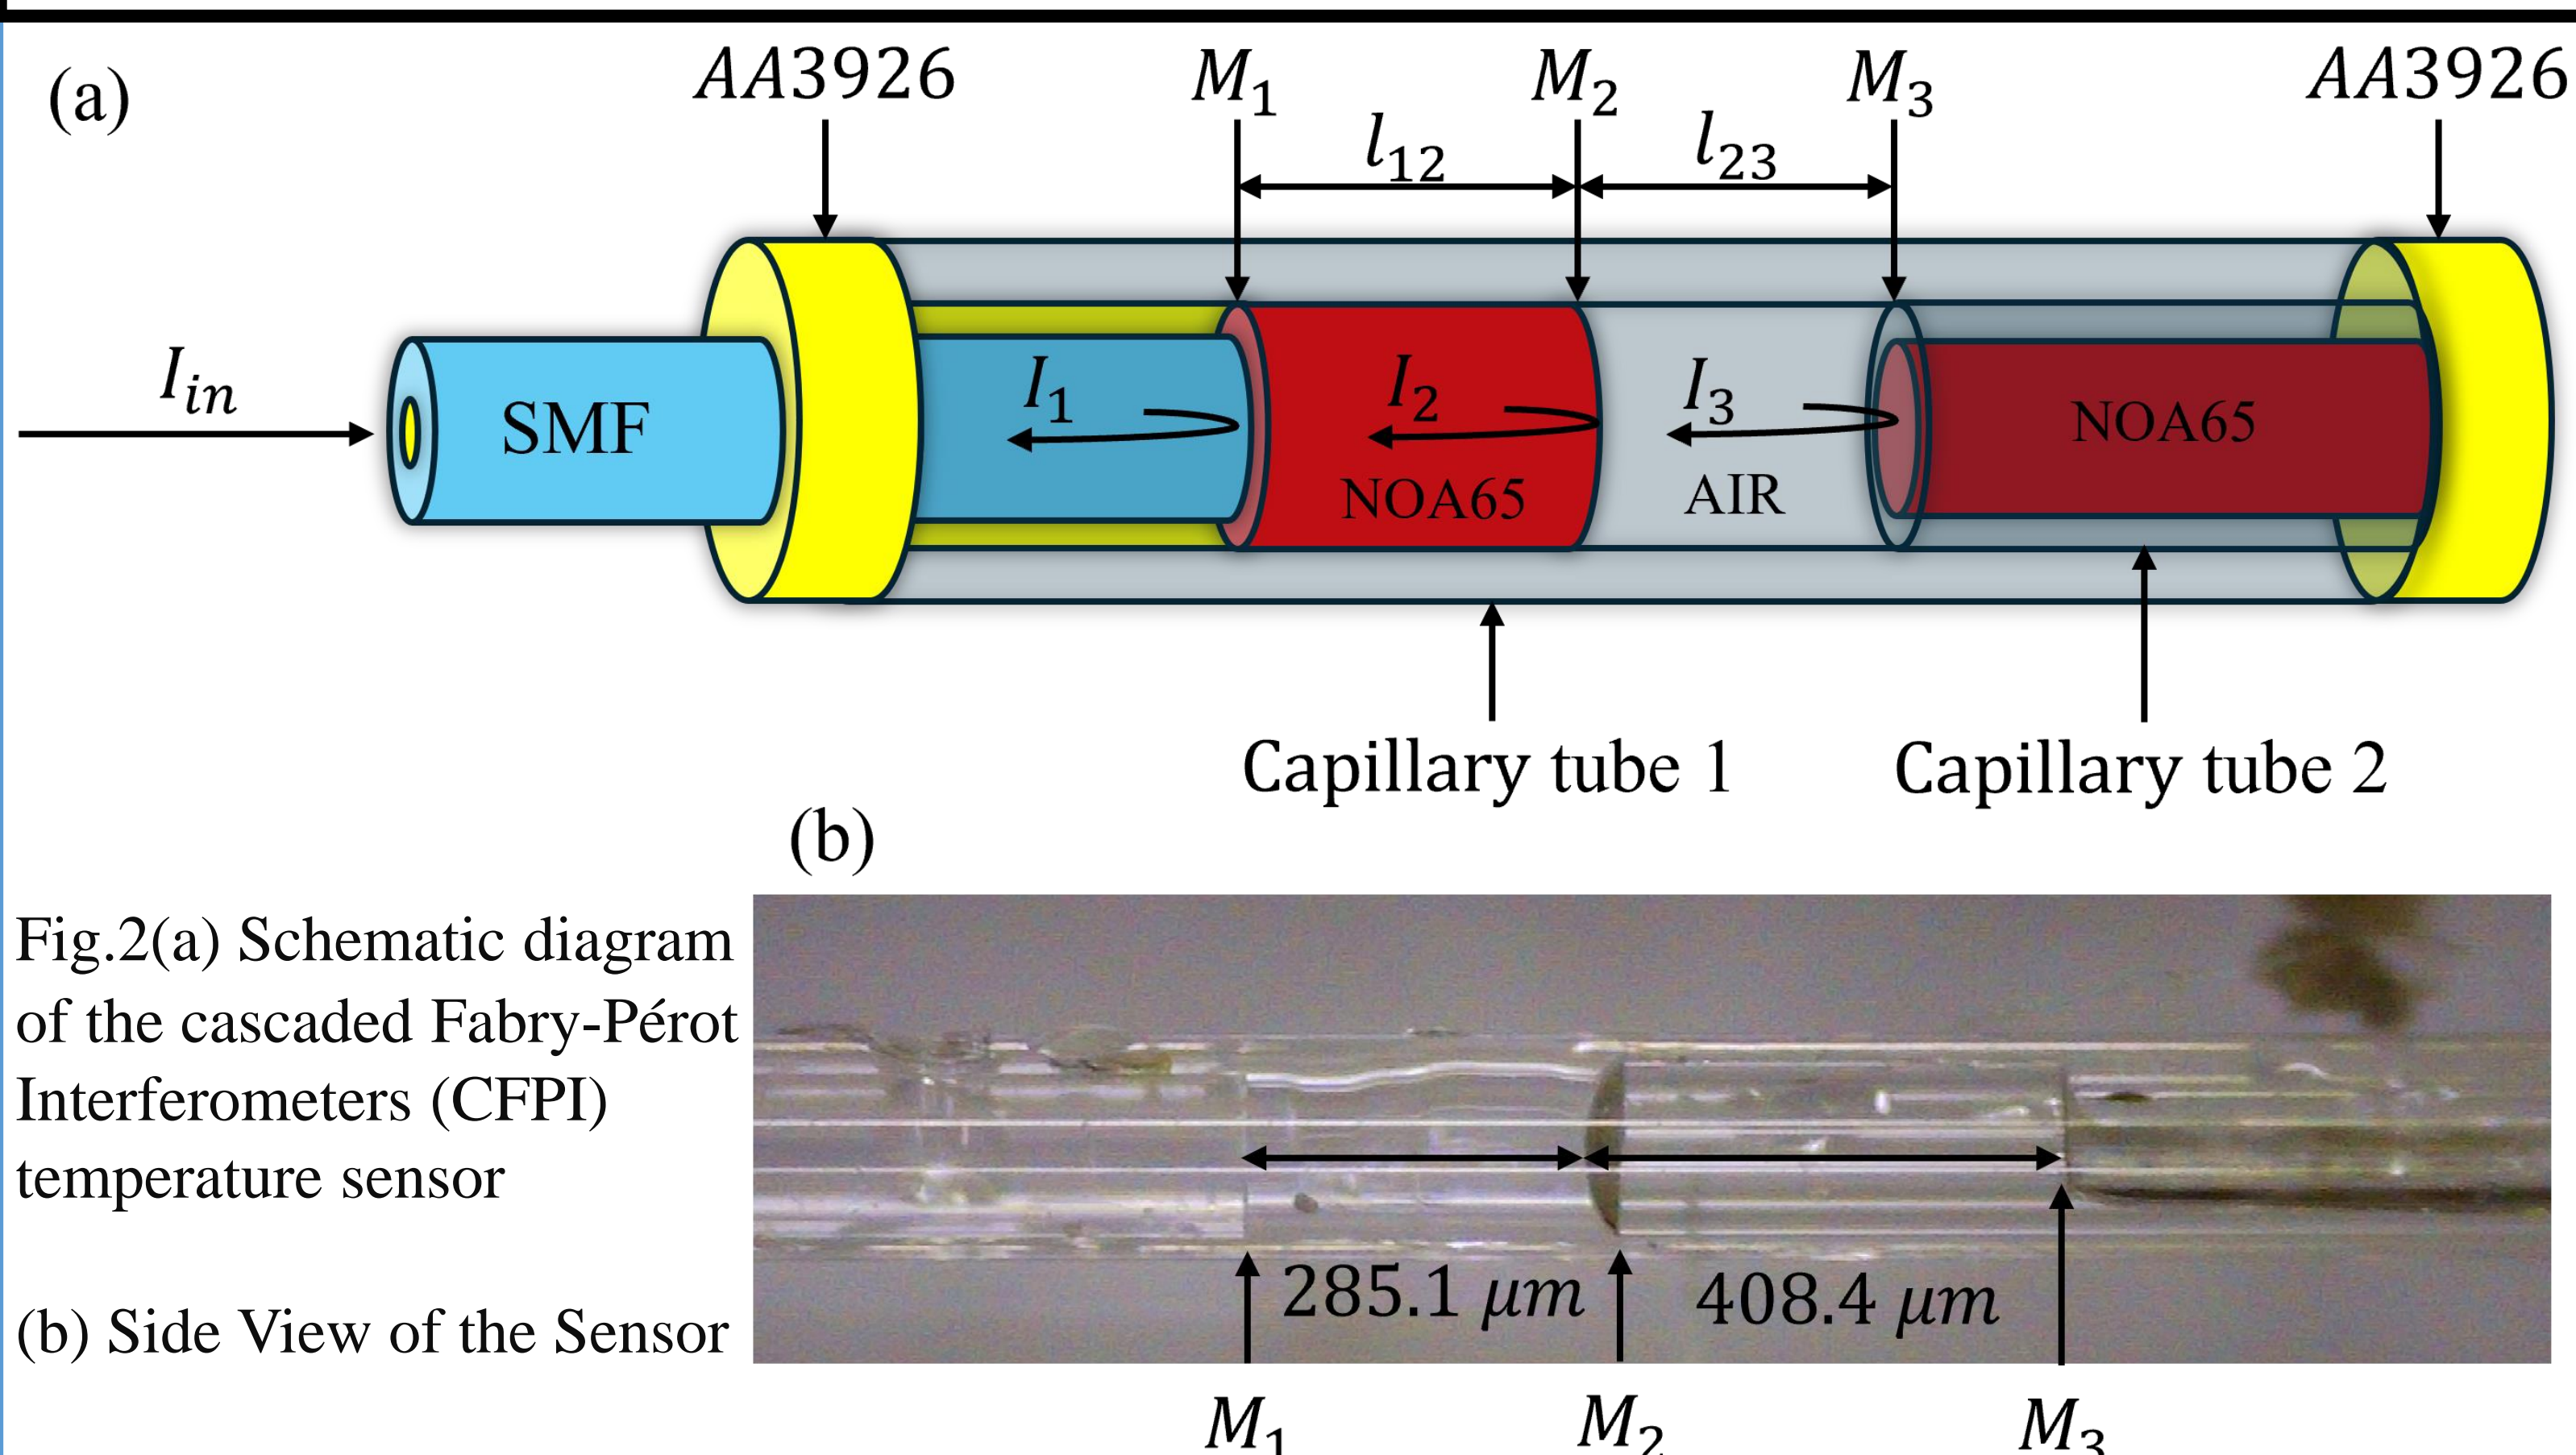 (a)
AA3926
M₁
M₂
M₃
AA3926
l₁₂
l₂₃
I_in
SMF
I₁
I₂
I₃
NOA65
AIR
NOA65
Capillary tube 1
Capillary tube 2
(b)
Fig.2(a) Schematic diagram
of the cascaded Fabry-Pérot
Interferometers (CFPI)
temperature sensor
(b) Side View of the Sensor
285.1 μm
408.4 μm
M₁
M₂
M₃